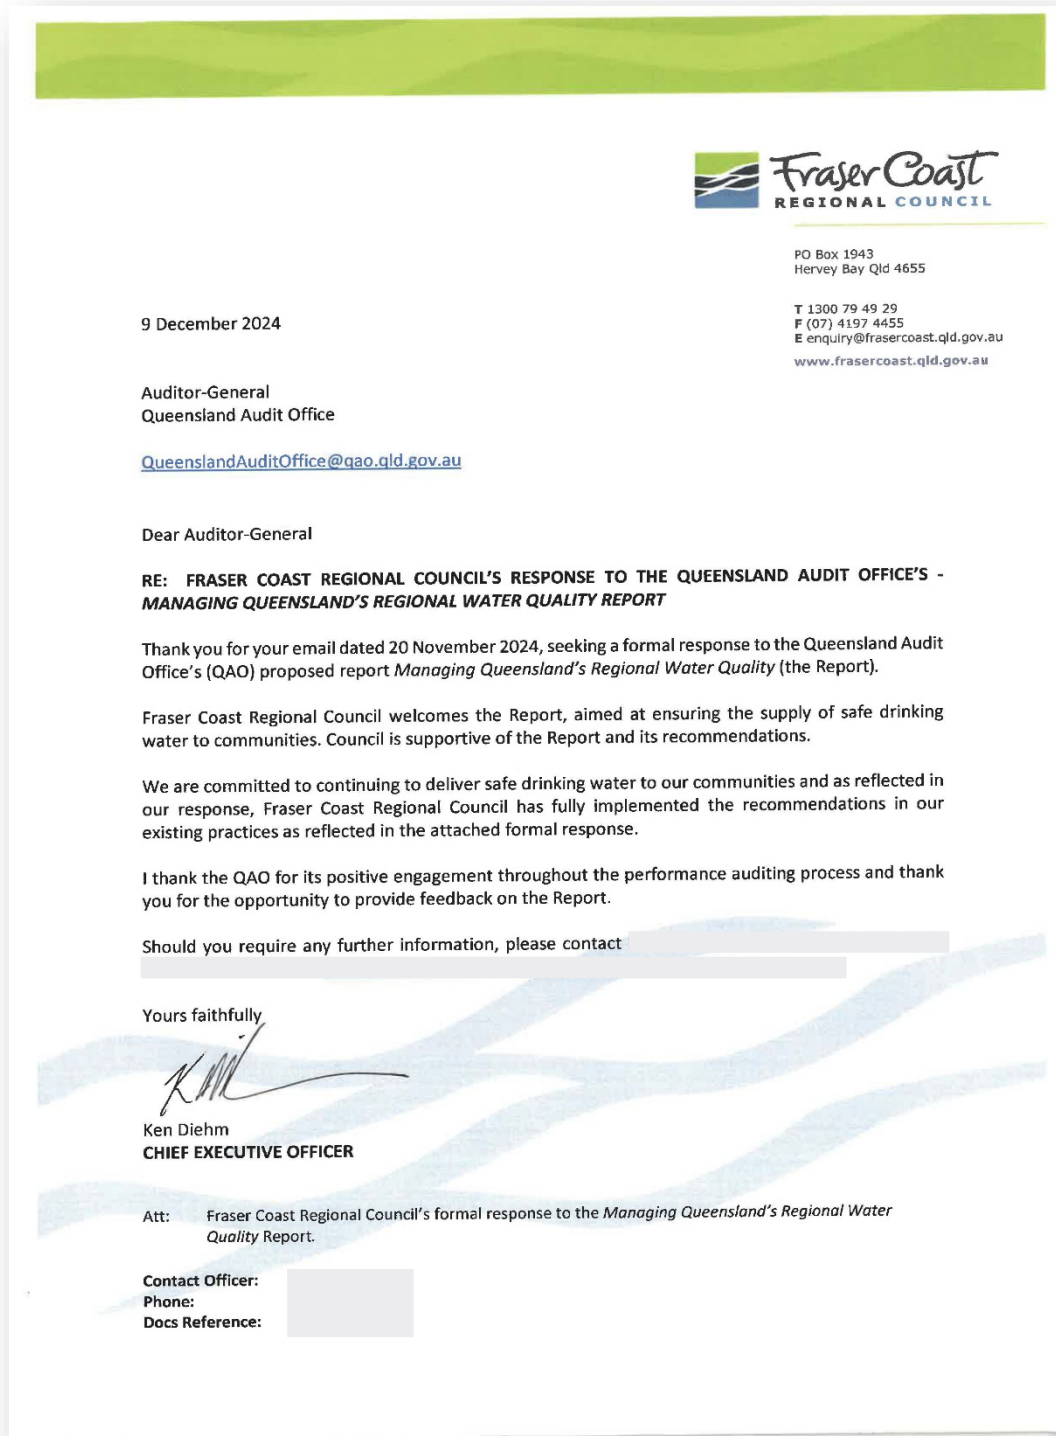 Fraser Coast
REGIONAL COUNCIL
PO Box 1943
Hervey Bay Qld 4655
T 1300 79 49 29
F (07) 4197 4455
E enquiry@frasercoast.qld.gov.au
www.frasercoast.qld.gov.au
9 December 2024
Auditor-General
Queensland Audit Office
QueenslandAuditOffice@qao.qld.gov.au
Dear Auditor-General
RE: FRASER COAST REGIONAL COUNCIL'S RESPONSE TO THE QUEENSLAND AUDIT OFFICE'S -
MANAGING QUEENSLAND'S REGIONAL WATER QUALITY REPORT
Thank you for your email dated 20 November 2024, seeking a formal response to the Queensland Audit
Office's (QAO) proposed report Managing Queensland's Regional Water Quality (the Report).
Fraser Coast Regional Council welcomes the Report, aimed at ensuring the supply of safe drinking
water to communities. Council is supportive of the Report and its recommendations.
We are committed to continuing to deliver safe drinking water to our communities and as reflected in
our response, Fraser Coast Regional Council has fully implemented the recommendations in our
existing practices as reflected in the attached formal response.
I thank the QAO for its positive engagement throughout the performance auditing process and thank
you for the opportunity to provide feedback on the Report.
Should you require any further information, please contact
Yours faithfully
Ken Diehm
CHIEF EXECUTIVE OFFICER
Att: Fraser Coast Regional Council's formal response to the Managing Queensland's Regional Water
Quality Report.
Contact Officer:
Phone:
Docs Reference: